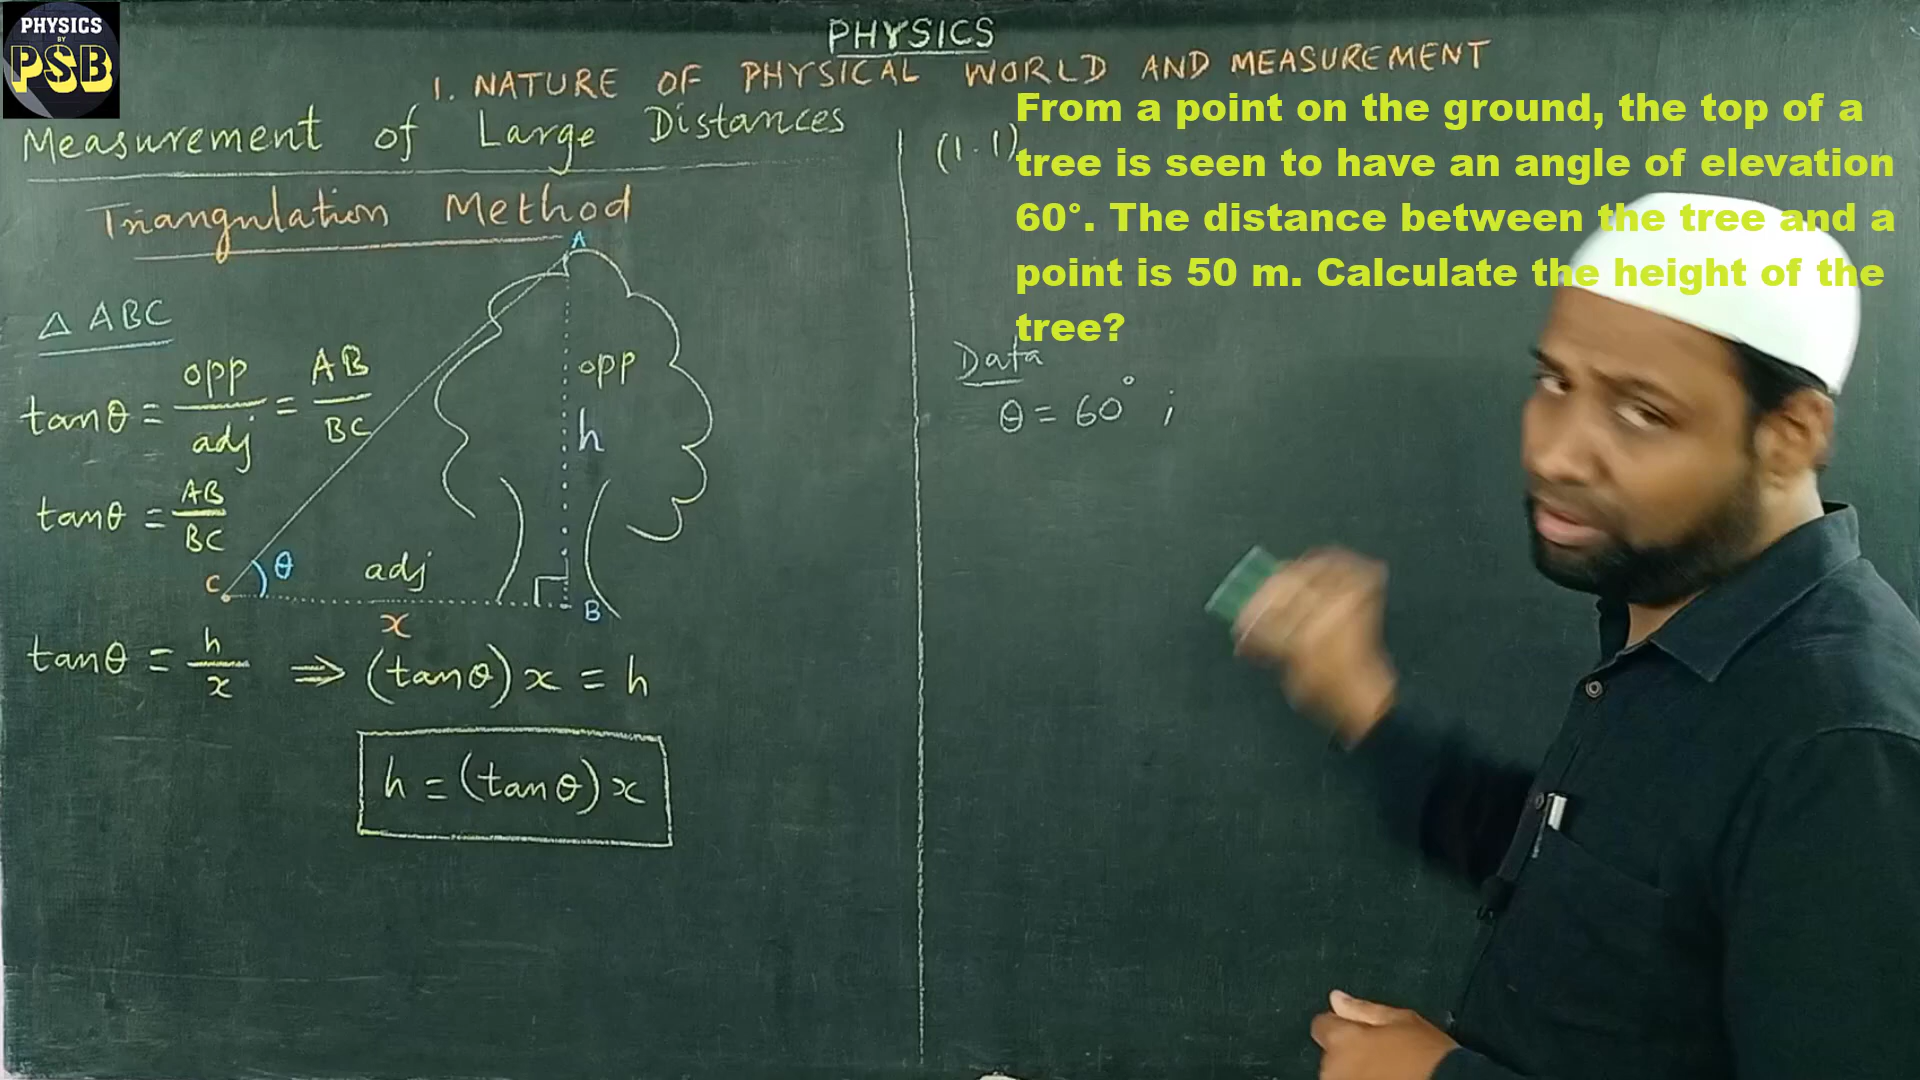 PHYSICS
BY
PSB
PHYSICS
1. NATURE OF PHYSICAL WORLD AND MEASUREMENT
Measurement of Large Distances
Triangulation Method
A
△ ABC
tanθ = opp/adj = AB/BC
opp
h
tanθ = AB/BC
C
θ
adj
B
x
tanθ = h/x ⇒ (tanθ) x = h
h = (tanθ) x
(1.1)
From a point on the ground, the top of a
tree is seen to have an angle of elevation
60°. The distance between the tree and a
point is 50 m. Calculate the height of the
tree?
Data
θ = 60° ;